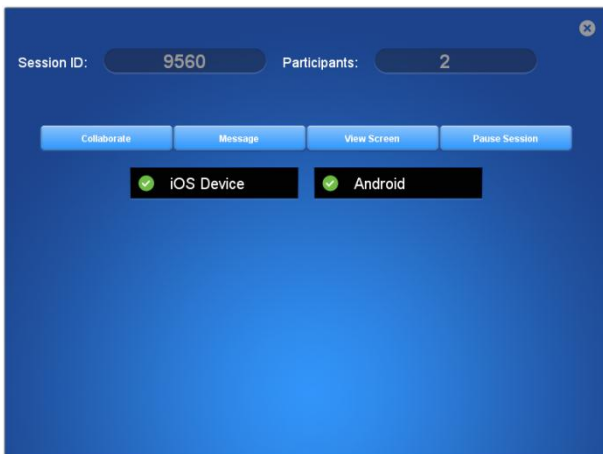 Session ID: 9560 Participants: 2
Collaborate Message View Screen Pause Session
iOS Device Android